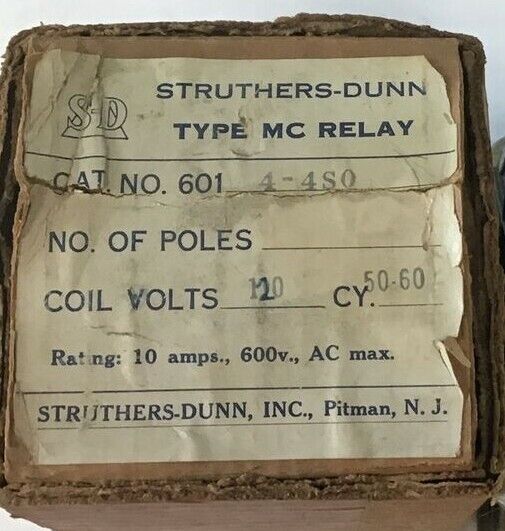 S-D
STRUTHERS-DUNN
TYPE MC RELAY
CAT. NO. 601 4-4SO
NO. OF POLES
COIL VOLTS 120 CY. 50-60
Rating: 10 amps., 600v., AC max.
STRUTHERS-DUNN, INC., Pitman, N. J.